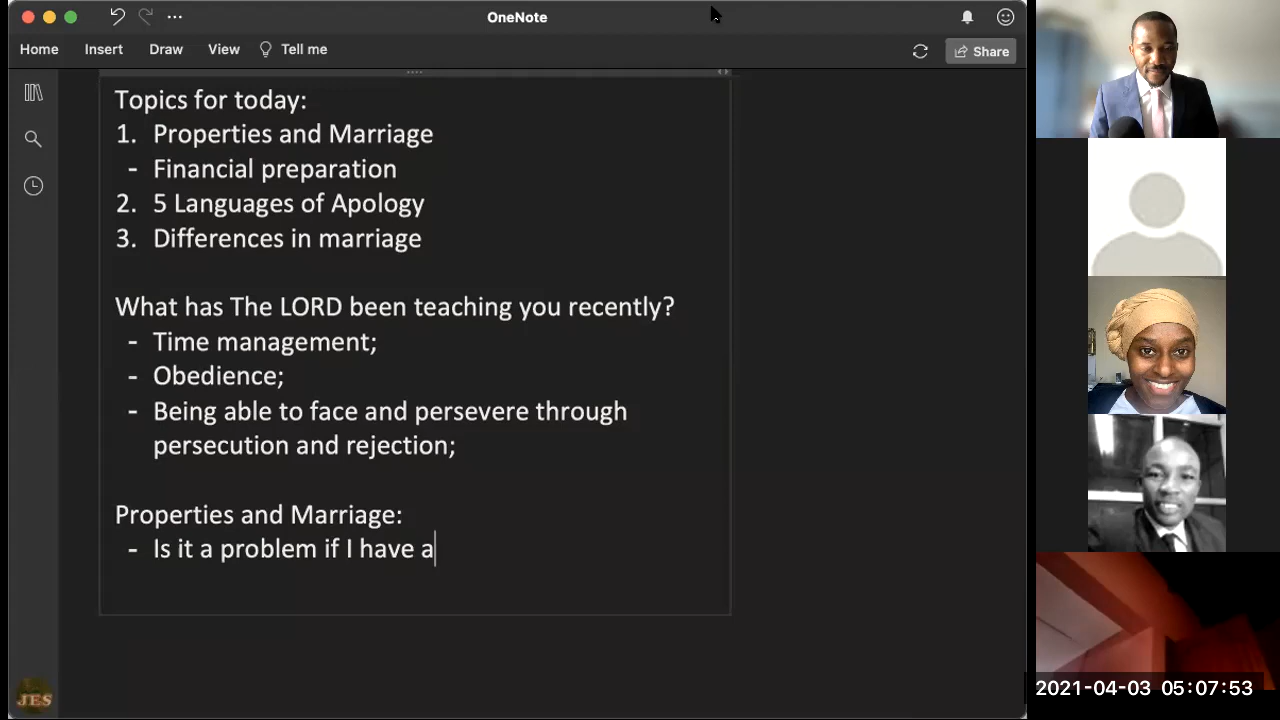 OneNote
Home Insert Draw View Tell me Share
Topics for today:
1. Properties and Marriage
- Financial preparation
2. 5 Languages of Apology
3. Differences in marriage
What has The LORD been teaching you recently?
- Time management;
- Obedience;
- Being able to face and persevere through
persecution and rejection;
Properties and Marriage:
- Is it a problem if I have a
JES
2021-04-03 05:07:53